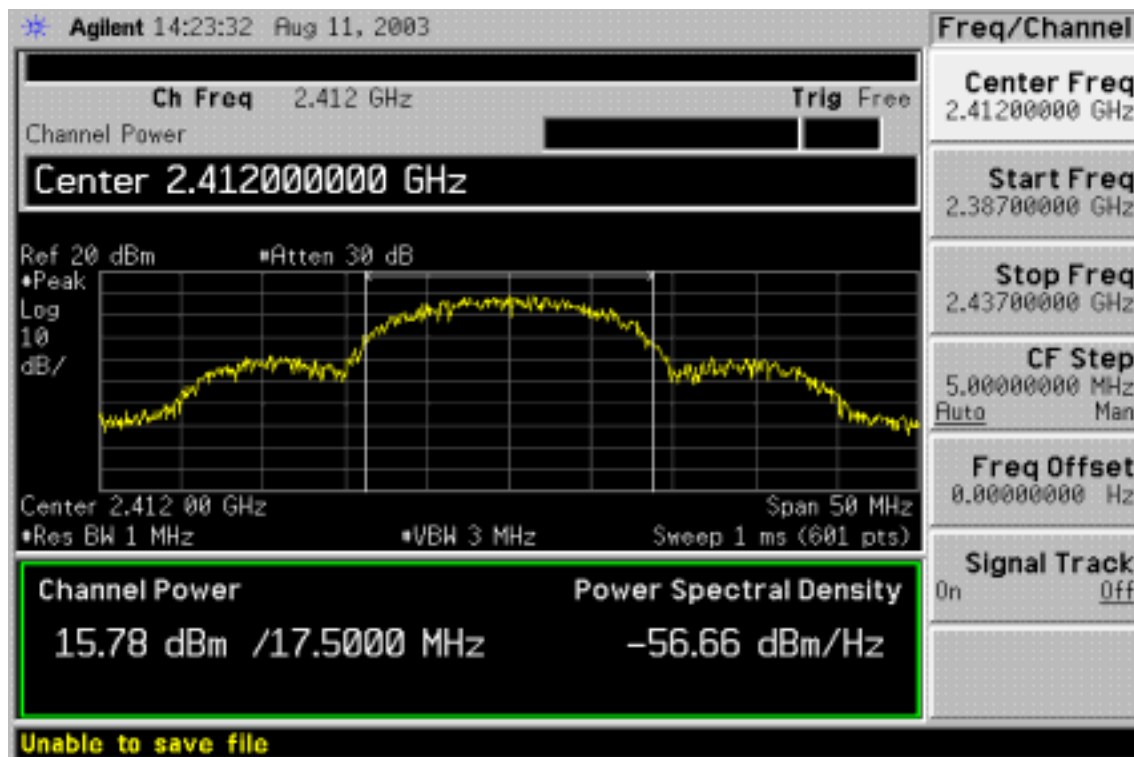 Agilent 14:23:32 Aug 11, 2003
Freq/Channel
Ch Freq 2.412 GHz Trig Free
Channel Power
Center 2.412000000 GHz
Ref 20 dBm #Atten 30 dB
#Peak
Log
10
dB/
Center 2.412 00 GHz Span 50 MHz
#Res BW 1 MHz #VBW 3 MHz Sweep 1 ms (601 pts)
Channel Power Power Spectral Density
15.78 dBm /17.5000 MHz -56.66 dBm/Hz
Unable to save file
Center Freq
2.41200000 GHz
Start Freq
2.38700000 GHz
Stop Freq
2.43700000 GHz
CF Step
5.00000000 MHz
Auto Man
Freq Offset
0.00000000 Hz
Signal Track
On Off